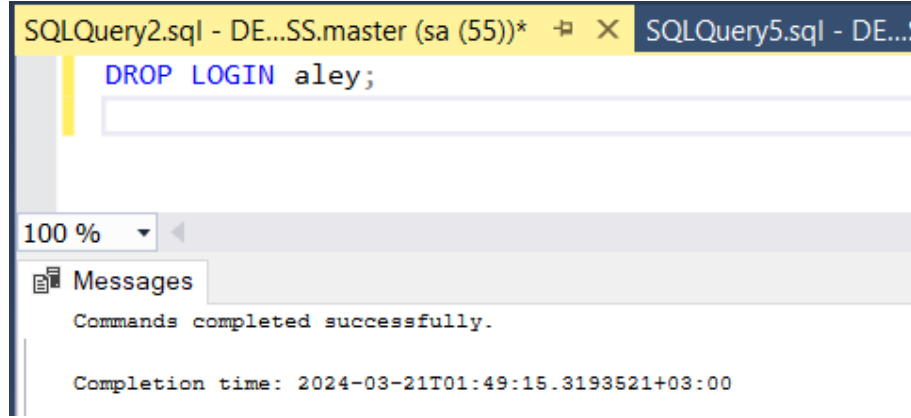 SQLQuery2.sql - DE...SS.master (sa (55))* SQLQuery5.sql - DE...S
DROP LOGIN aley;
100 %
Messages
Commands completed successfully.
Completion time: 2024-03-21T01:49:15.3193521+03:00